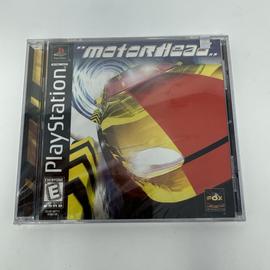 "motorHead"
PlayStation
EVERYONE
E
FOX